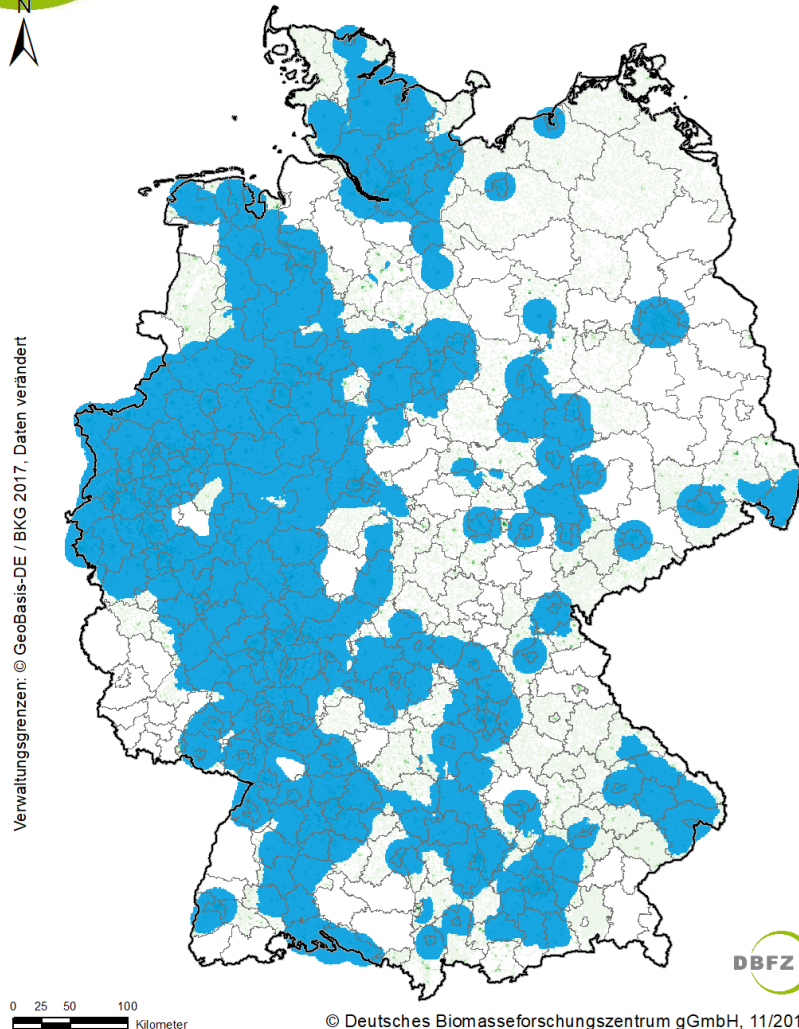 N
Verwaltungsgrenzen: © GeoBasis-DE / BKG 2017, Daten verändert
DBFZ
0 25 50 100
Kilometer
© Deutsches Biomasseforschungszentrum gGmbH, 11/201